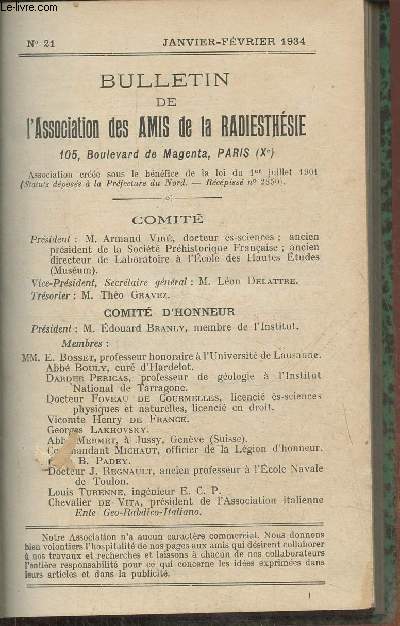 Nº 21 JANVIER-FÉVRIER 1934
BULLETIN
DE
l'Association des AMIS de la RADIESTHÉSIE
105, Boulevard de Magenta, PARIS (Xe)
Association créée sous le bénéfice de la loi du 1er juillet 1901
(Statuts déposés à la Préfecture du Nord. — Récépissé nº
COMITÉ
Président : M. Armand VIRÉ, docteur ès-sciences ; ancien
président de la Société Préhistorique Française ; ancien
directeur de Laboratoire à l'École des Hautes Études
(Muséum).
Vice-Président, Secrétaire général : M. Léon DELATTRE.
Trésorier : M. Théo GRAVEZ.
COMITÉ D'HONNEUR
Président : M. Édouard BRANLY, membre de l'Institut.
Membres :
MM. E. BOSSET, professeur honoraire à l'Université de Lausanne.
Abbé BOULY, curé d'Hardelot.
DARDER PERICAS, professeur de géologie à l'Institut
National de Tarragone.
Docteur FOVEAU DE COURMELLES, licencié ès-sciences
physiques et naturelles, licencié en droit.
Vicomte Henry DE FRANCE.
Georges LAKHOVSKY.
Abbé MERMET, à Jussy, Genève (Suisse).
Commandant MICHAUT, officier de la Légion d'honneur.
B. PADEY.
Docteur J. REGNAULT, ancien professeur à l'École Navale
de Toulon.
Louis TURENNE, ingénieur E. C. P.
Chevalier DE VITA, président de l'Association italienne
Ente Geo-Rabdico-Italiano.
Notre Association n'a aucun caractère commercial. Nous donnons
bien volontiers l'hospitalité de nos pages aux amis qui désirent collaborer
à nos travaux et recherches et laissons à chacun de nos collaborateurs
l'entière responsabilité pour ce qui concerne les idées exprimées dans
leurs articles et dans la publicité.
1
Le-livre.com